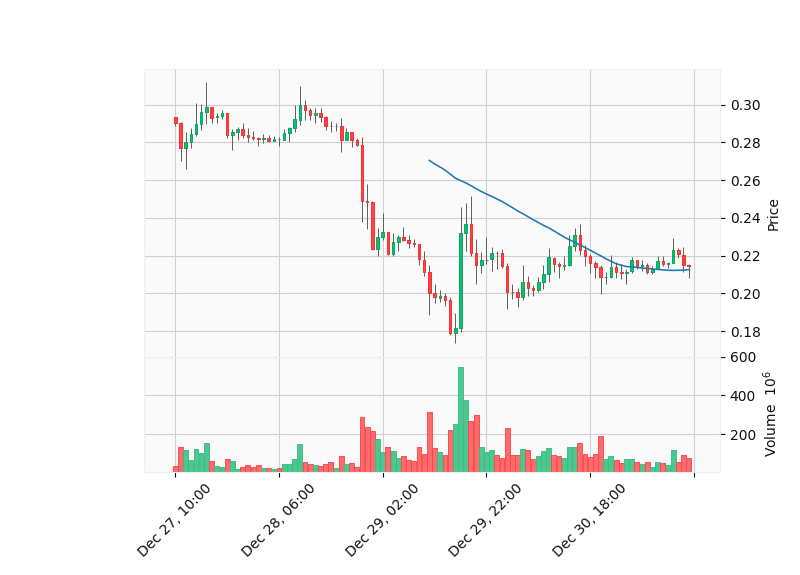 0.30
0.28
0.26
0.24
0.22
0.20
0.18
Price
600
400
200
Volume 10^6
Dec 27, 10:00
Dec 28, 06:00
Dec 29, 02:00
Dec 29, 22:00
Dec 30, 18:00